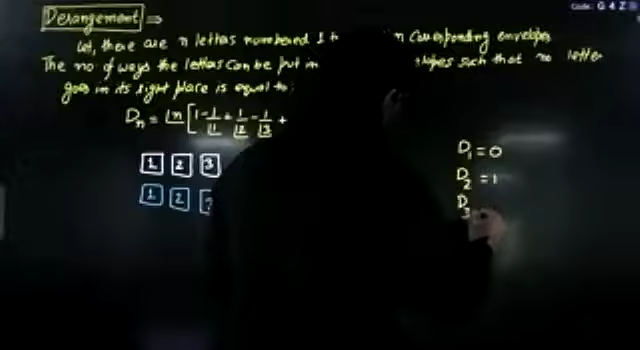 Code: G 4 Z
Derangement ⇒
Let, there are n letters numbered 1 t n Corresponding envelopes
The no of ways the letters can be put in lopes such that no letter
goes in its right place is equal to:
Dn = ⌊n [1 - 1/⌊1 + 1/⌊2 - 1/⌊3 +
1 2 3
1 2
D1 = 0
D2 = 1
D3